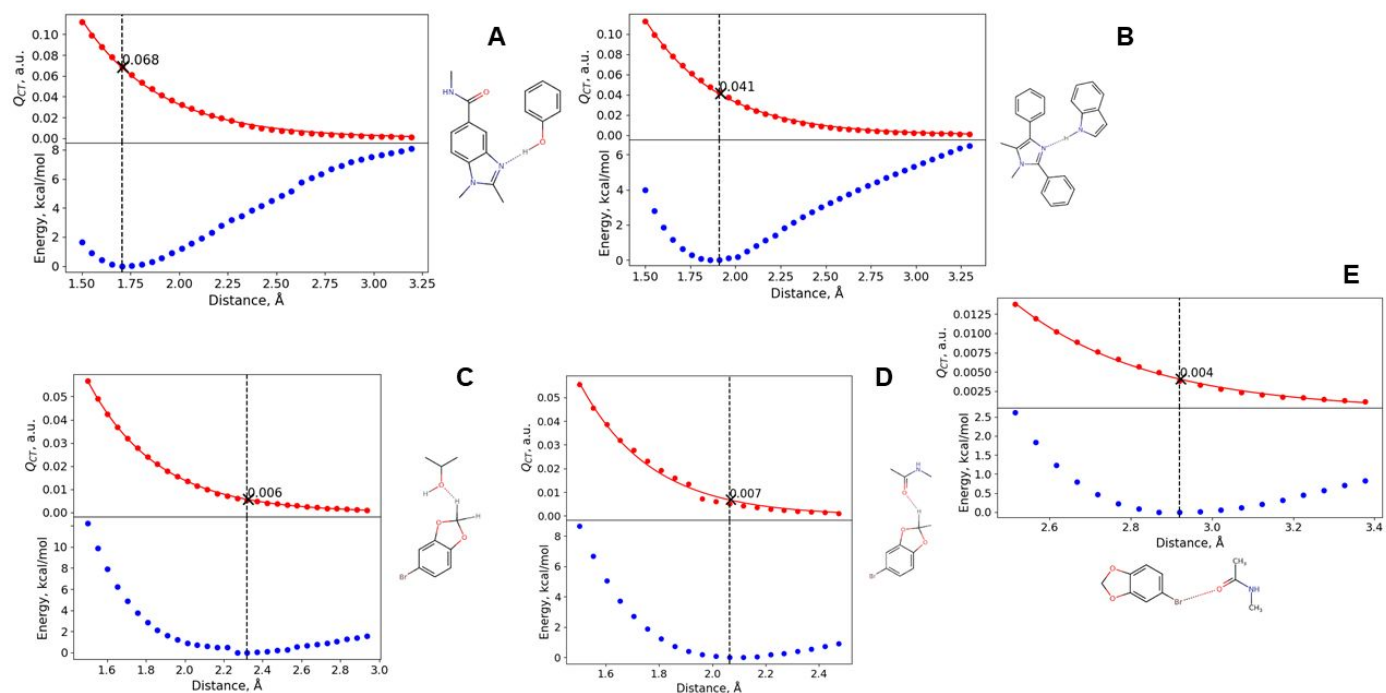 A
Q_CT, a.u.
0.10
0.08
0.06
0.04
0.02
0.00
0.068
Energy, kcal/mol
8
6
4
2
0
1.50 1.75 2.00 2.25 2.50 2.75 3.00 3.25
Distance, Å
HN
O
H
O
N
N
B
Q_CT, a.u.
0.10
0.08
0.06
0.04
0.02
0.00
0.041
Energy, kcal/mol
6
4
2
0
1.50 1.75 2.00 2.25 2.50 2.75 3.00 3.25
Distance, Å
N
H
N
N
C
Q_CT, a.u.
0.05
0.04
0.03
0.02
0.01
0.00
0.006
Energy, kcal/mol
10
8
6
4
2
0
1.6 1.8 2.0 2.2 2.4 2.6 2.8 3.0
Distance, Å
O
H
H
H
O
O
Br
D
Q_CT, a.u.
0.05
0.04
0.03
0.02
0.01
0.00
0.007
Energy, kcal/mol
8
6
4
2
0
1.6 1.8 2.0 2.2 2.4
Distance, Å
H
N
O
H
O
O
Br
E
Q_CT, a.u.
0.0125
0.0100
0.0075
0.0050
0.0025
0.004
Energy, kcal/mol
2.5
2.0
1.5
1.0
0.5
0.0
2.6 2.8 3.0 3.2 3.4
Distance, Å
O
O
Br
O
CH₃
NH
CH₃